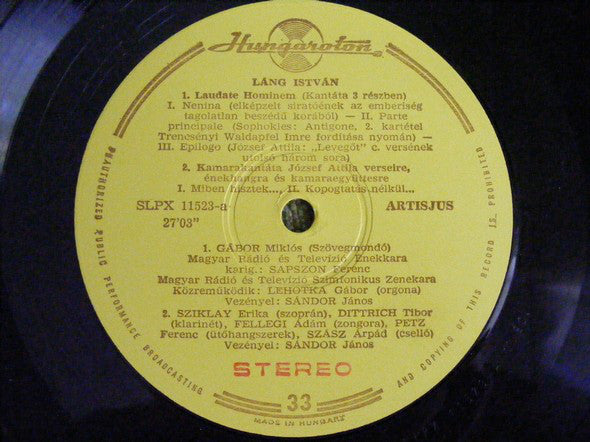 Hungaroton
LÁNG ISTVÁN
1. Laudate Hominem (Kantáta 3 részben)
I. Nenina (elképzelt siratóének az emberiség
tagolatlan beszédű korából) — II. Parte
principale (Sophokles: Antigone, 2. kartétel
Trencsényi Waldapfel Imre fordítása nyomán) —
III. Epilogo (József Attila: „Levegőt" c. versének
utolsó három sora)
2. Kamarakantáta József Attila verseire,
énekhangra és kamaraegyüttesre
I. Miben hisztek..., II. Kopogtatás nélkül...
SLPX 11523-a
ARTISJUS
27'03"
1. GÁBOR Miklós (Szövegmondó)
Magyar Rádió és Televízió Énekkara
karig.: SAPSZON Ferenc
Magyar Rádió és Televízió Szimfonikus Zenekara
Közreműködik: LEHOTKA Gábor (orgona)
Vezényel: SÁNDOR János
2. SZIKLAY Erika (szoprán), DITTRICH Tibor
(klarinét), FELLEGI Ádám (zongora), PETZ
Ferenc (ütőhangszerek), SZÁSZ Árpád (cselló)
Vezényel: SÁNDOR János
STEREO
33
MADE IN HUNGARY
UNAUTHORIZED PUBLIC PERFORMANCE BROADCASTING
AND COPYING OF THIS RECORD IS PROHIBITED